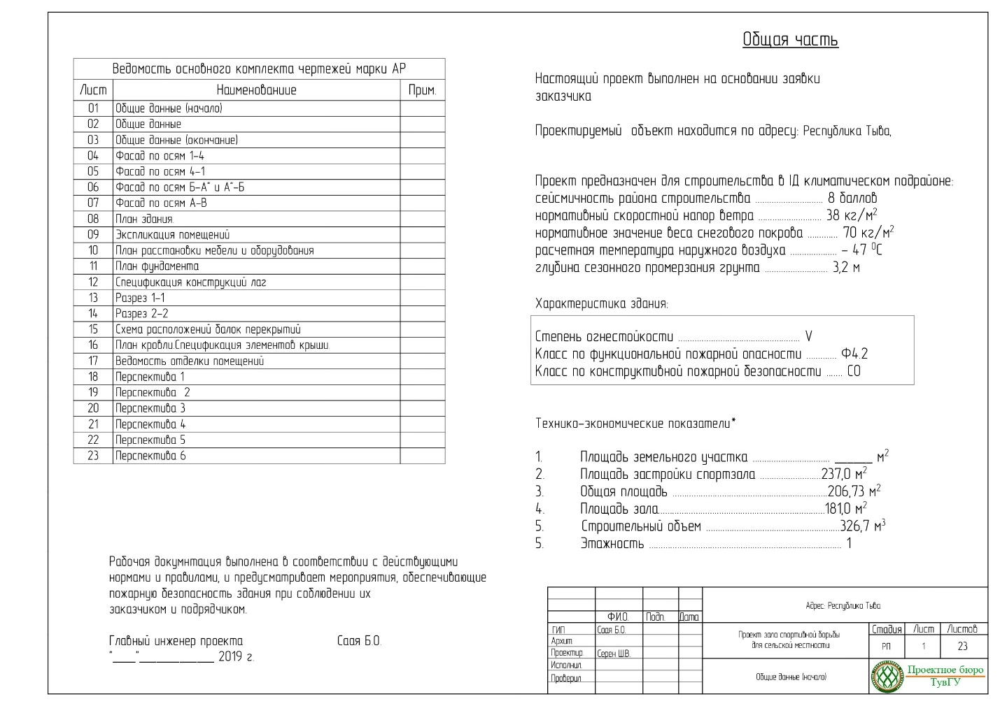 Ведомость основного комплекта чертежей марки АР
Лист Наименованиие Прим.
01 Общие данные (начало)
02 Общие данные
03 Общие данные (окончание)
04 Фасад по осям 1-4
05 Фасад по осям 4-1
06 Фасад по осям Б-А" и А"-Б
07 Фасад по осям А-В
08 План здания.
09 Экспликация помещений
10 План расстановки мебели и оборудования
11 План фундамента
12 Спецификация конструкций лаг
13 Разрез 1-1
14 Разрез 2-2
15 Схема расположений балок перекрытий
16 План кровли.Спецификация элементов крыши.
17 Ведомость отделки помещений
18 Перспектива 1
19 Перспектива 2
20 Перспектива 3
21 Перспектива 4
22 Перспектива 5
23 Перспектива 6
Рабочая докумнтация выполнена в соответствии с действующими
нормами и правилами, и предусматривает мероприятия, обеспечивающие
пожарную безопасность здания при соблюдении их
заказчиком и подрядчиком.
Главный инженер проекта Саая Б.О.
"____"_____________ 2019 г.
Общая часть
Настоящий проект выполнен на основании заявки
заказчика
Проектируемый объект находится по адресу: Республика Тыва,
Проект предназначен для строительства в IД климатическом подрайоне:
сейсмичность района строительства ............................. 8 баллов
нормативный скоростной напор ветра ........................... 38 кг/м²
нормативное значение веса снегового покрова ............. 70 кг/м²
расчетная температура наружного воздуха .................... - 47 ⁰С
глубина сезонного промерзания грунта ........................... 3,2 м
Характеристика здания:
Степень огнестойкости .................................................... V
Класс по функциональной пожарной опасности ............. Ф4.2
Класс по конструктивной пожарной безопасности ....... СО
Технико-экономические показатели*
1. Площадь земельного участка ................................. ______ м²
2. Площадь застройки спортзала ..........................237,0 м²
3. Общая площадь ..................................................................206,73 м²
4. Площадь зала.......................................................................181,0 м²
5. Строительный объем .........................................................326,7 м³
5. Этажность .................................................................................. 1
Адрес: Республика Тыва
Ф.И.О. Подп. Дата
ГИП Саая Б.О.
Архит.
Проектир. Серен Ш.В.
Исполнил.
Проверил
Проект зала спортивной борьбы
для сельской местности
Стадия Лист Листов
РП 1 23
Общие данные (начало)
Проектное бюро
ТувГУ